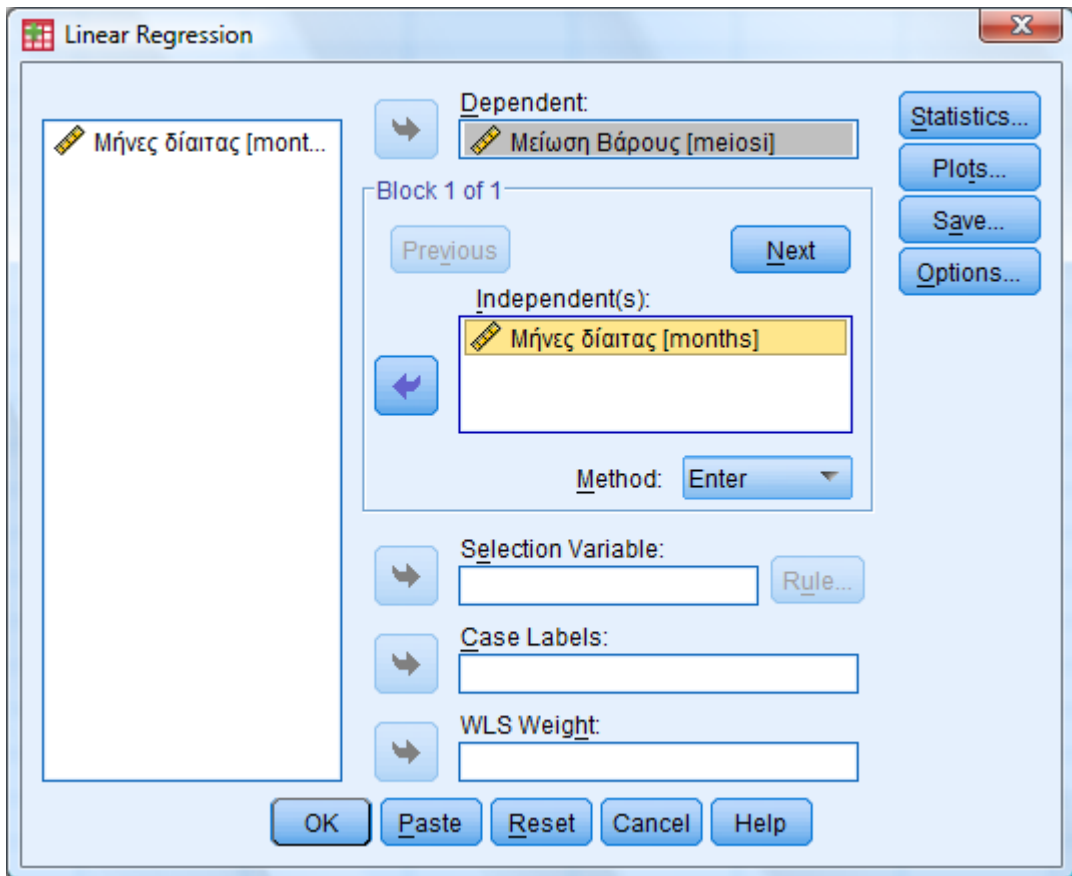 Linear Regression
Μήνες δίαιτας [mont...
Dependent:
Μείωση Βάρους [meiosi]
Block 1 of 1
Previous
Next
Independent(s):
Μήνες δίαιτας [months]
Method: Enter
Selection Variable:
Rule...
Case Labels:
WLS Weight:
Statistics...
Plots...
Save...
Options...
OK Paste Reset Cancel Help